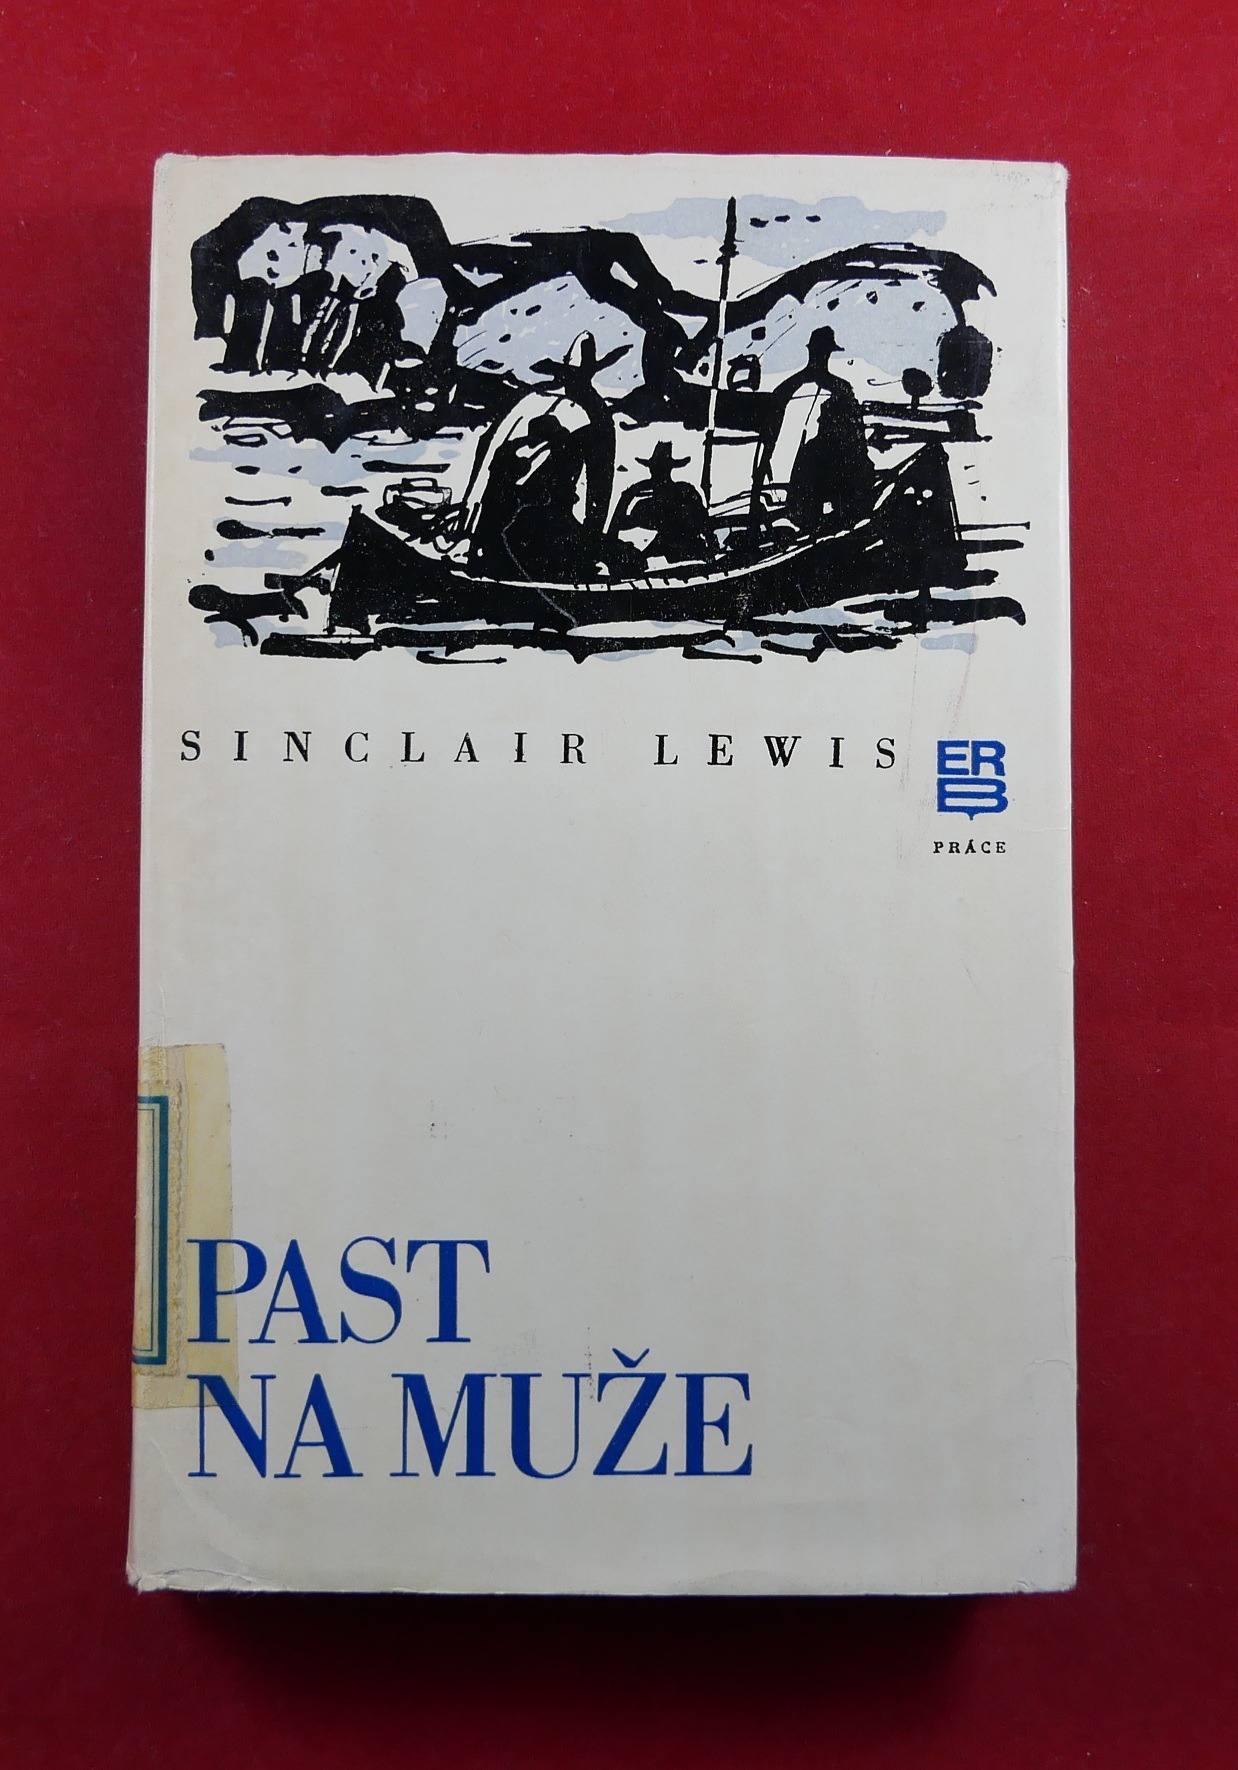 SINCLAIR LEWIS
ERB
PRÁCE
PAST
NA MUŽE